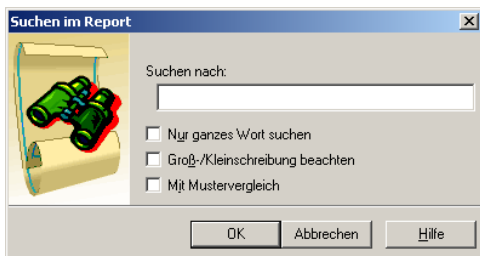 Suchen im Report
Suchen nach:
Nur ganzes Wort suchen
Groß-/Kleinschreibung beachten
Mit Mustervergleich
OK Abbrechen Hilfe